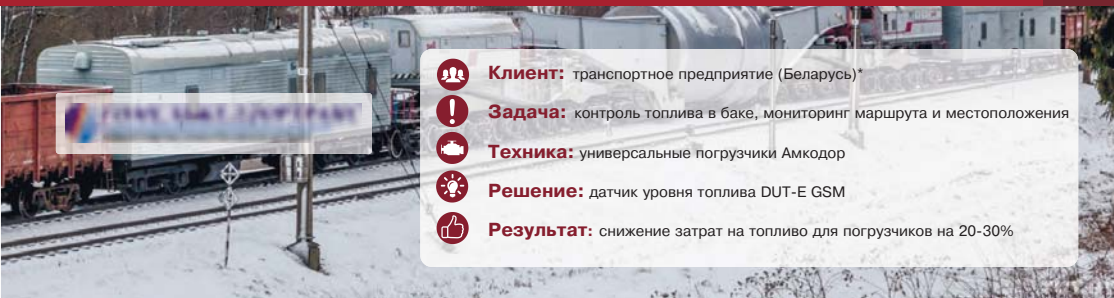 Клиент: транспортное предприятие (Беларусь)*
Задача: контроль топлива в баке, мониторинг маршрута и местоположения
Техника: универсальные погрузчики Амкодор
Решение: датчик уровня топлива DUT-E GSM
Результат: снижение затрат на топливо для погрузчиков на 20-30%